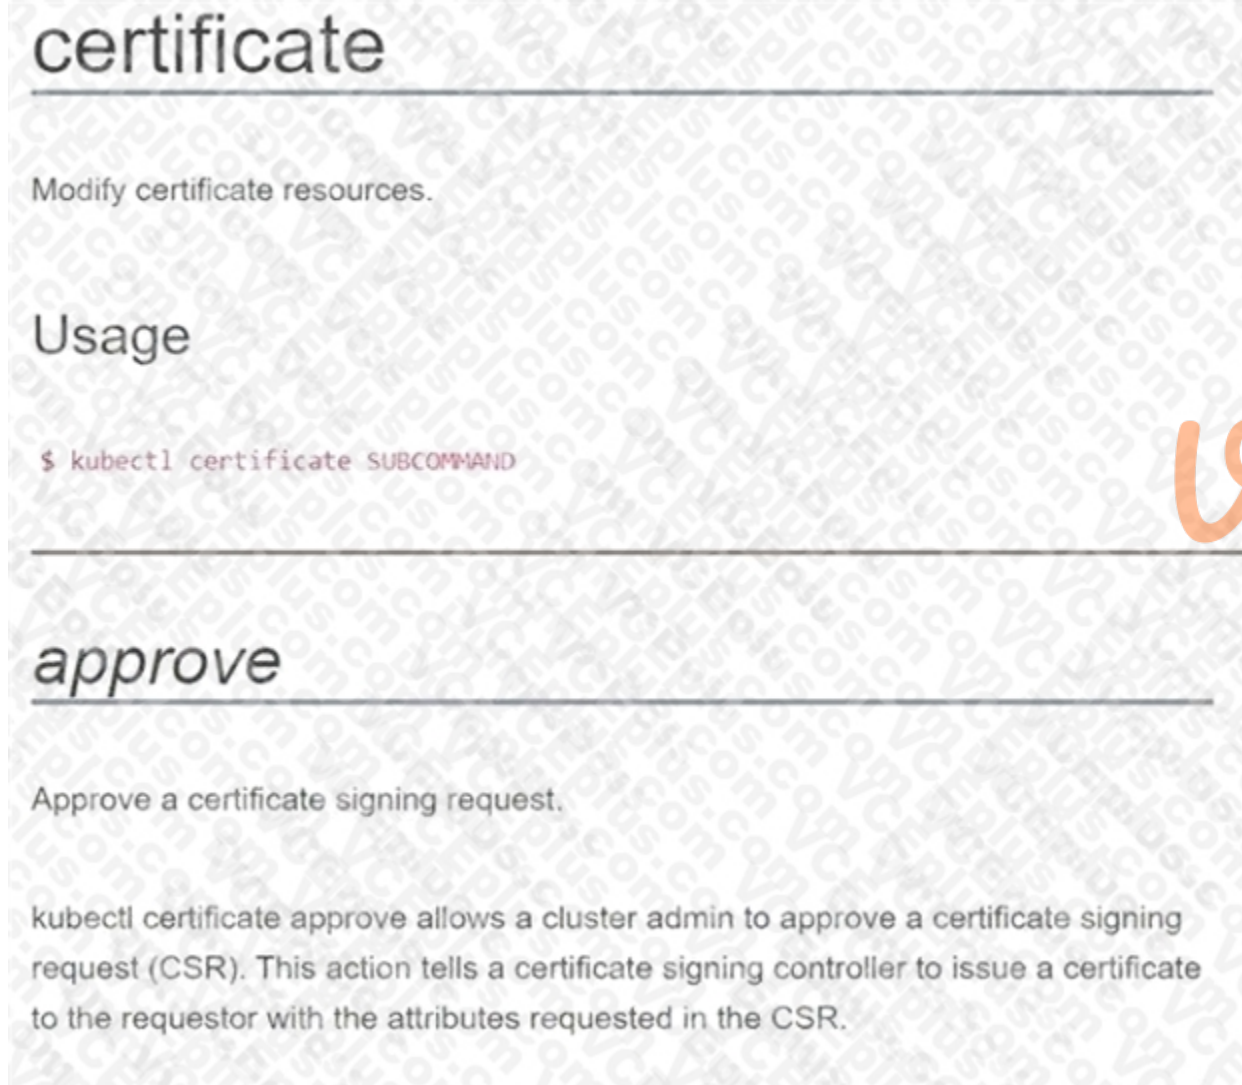 certificate
Modify certificate resources.
Usage
$ kubectl certificate SUBCOMMAND
approve
Approve a certificate signing request.
kubectl certificate approve allows a cluster admin to approve a certificate signing
request (CSR). This action tells a certificate signing controller to issue a certificate
to the requestor with the attributes requested in the CSR.